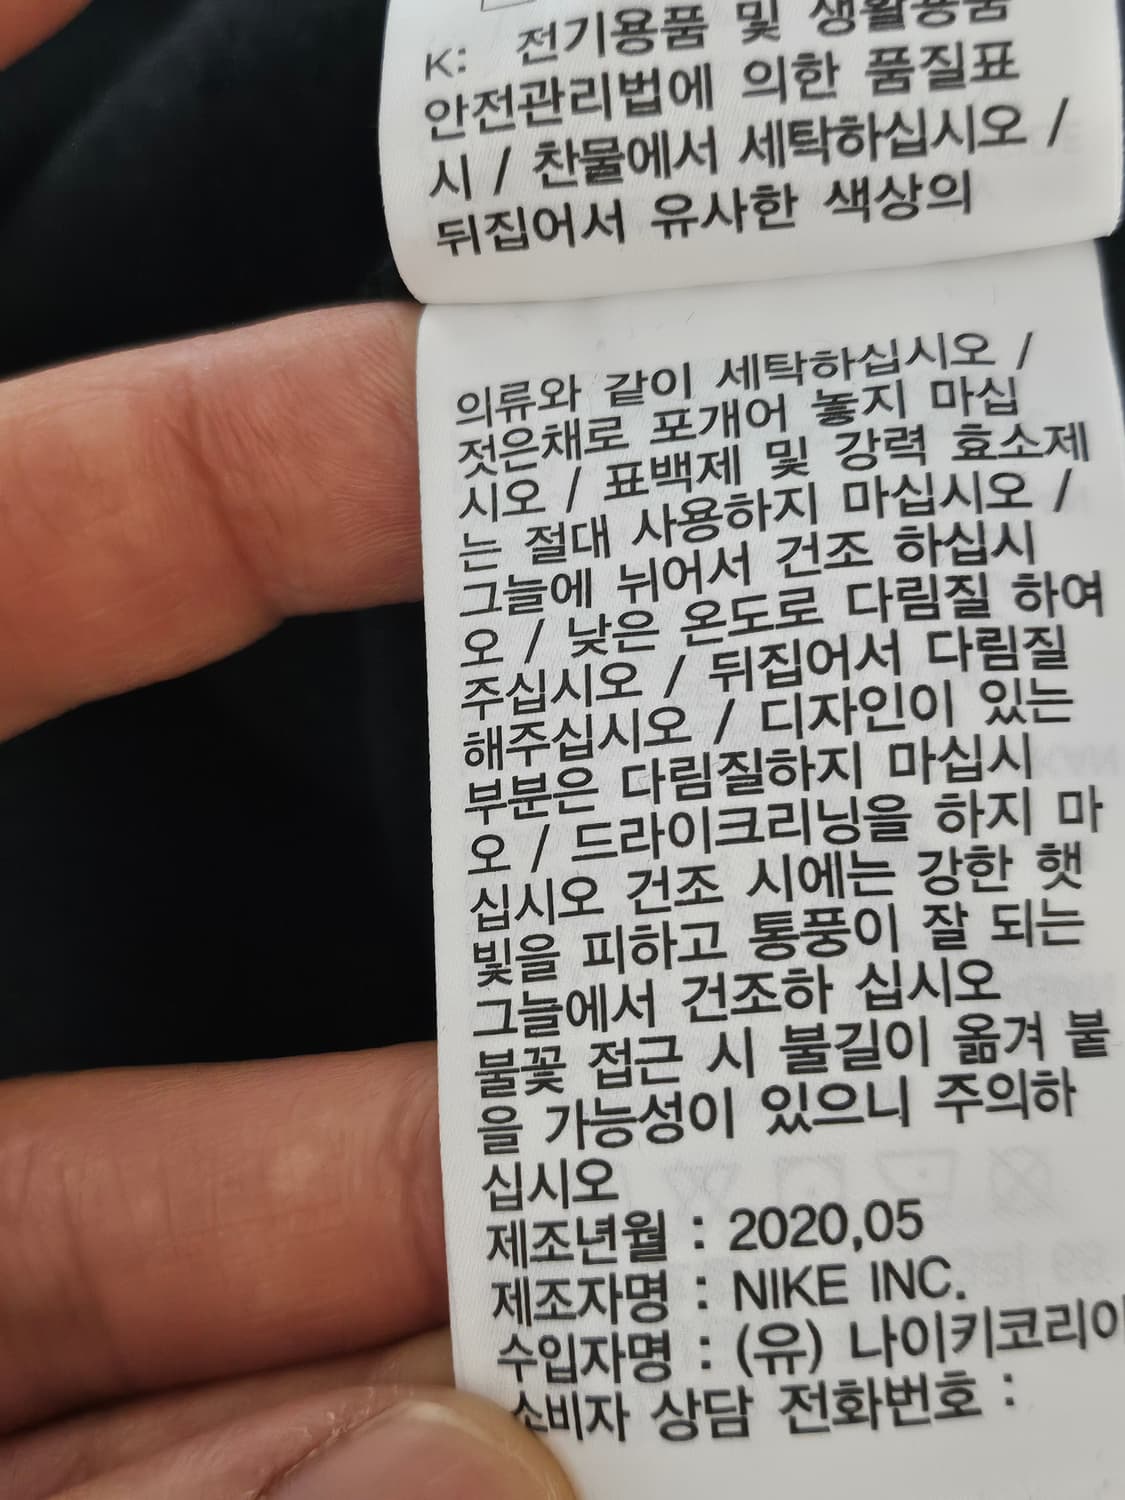 K: 전기용품 및 생활용품
안전관리법에 의한 품질표
시 / 찬물에서 세탁하십시오 /
뒤집어서 유사한 색상의
의류와 같이 세탁하십시오 /
젓은채로 포개어 놓지 마십
시오 / 표백제 및 강력 효소제
는 절대 사용하지 마십시오 /
그늘에 뉘어서 건조 하십시
오 / 낮은 온도로 다림질 하여
주십시오 / 뒤집어서 다림질
해주십시오 / 디자인이 있는
부분은 다림질하지 마십시
오 / 드라이크리닝을 하지 마
십시오 건조 시에는 강한 햇
빛을 피하고 통풍이 잘 되는
그늘에서 건조하 십시오
불꽃 접근 시 불길이 옮겨 붙
을 가능성이 있으니 주의하
십시오
제조년월 : 2020,05
제조자명 : NIKE INC.
수입자명 : (유) 나이키코리아
소비자 상담 전화번호 :